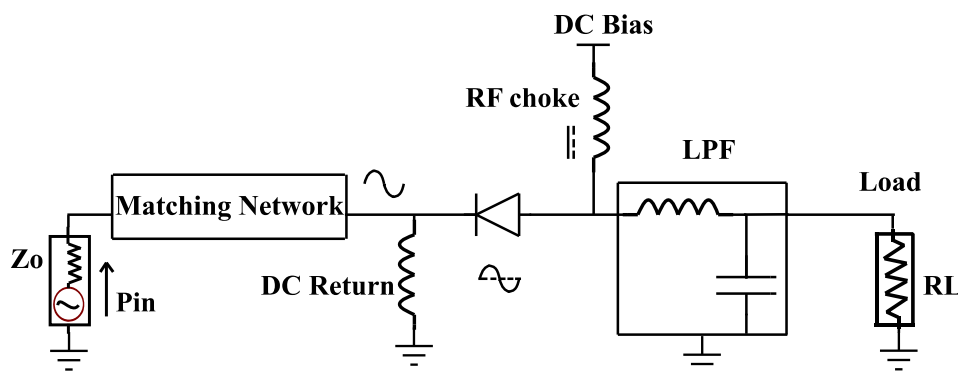 DC Bias
RF choke
LPF
Load
Matching Network
Zo
Pin
DC Return
RL